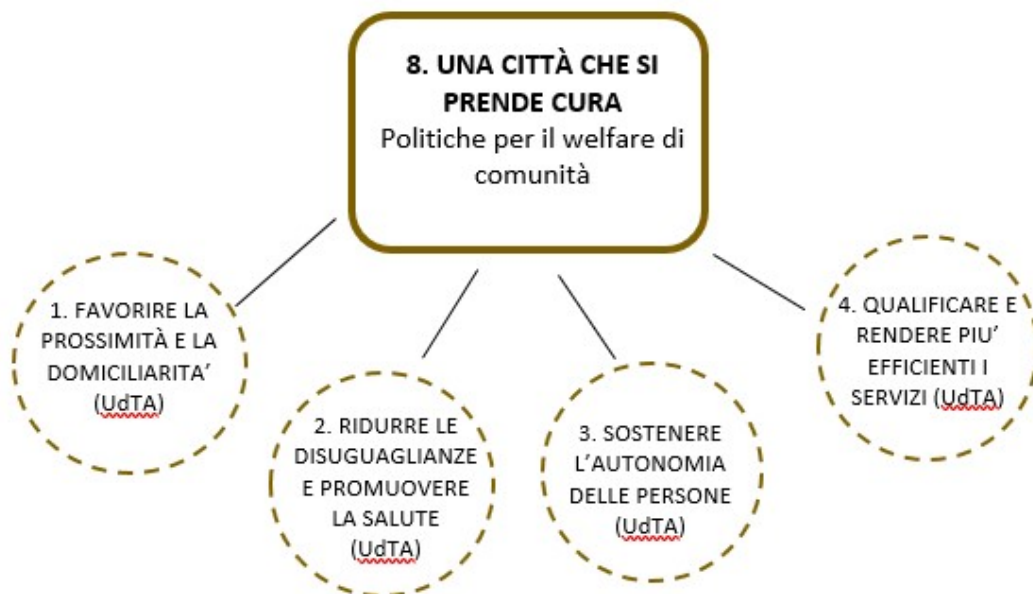 8. UNA CITTÀ CHE SI
PRENDE CURA
Politiche per il welfare di
comunità
1. FAVORIRE LA
PROSSIMITÀ E LA
DOMICILIARITA’
(UdTA)
2. RIDURRE LE
DISUGUAGLIANZE
E PROMUOVERE
LA SALUTE
(UdTA)
3. SOSTENERE
L’AUTONOMIA
DELLE PERSONE
(UdTA)
4. QUALIFICARE E
RENDERE PIU’
EFFICIENTI I
SERVIZI (UdTA)